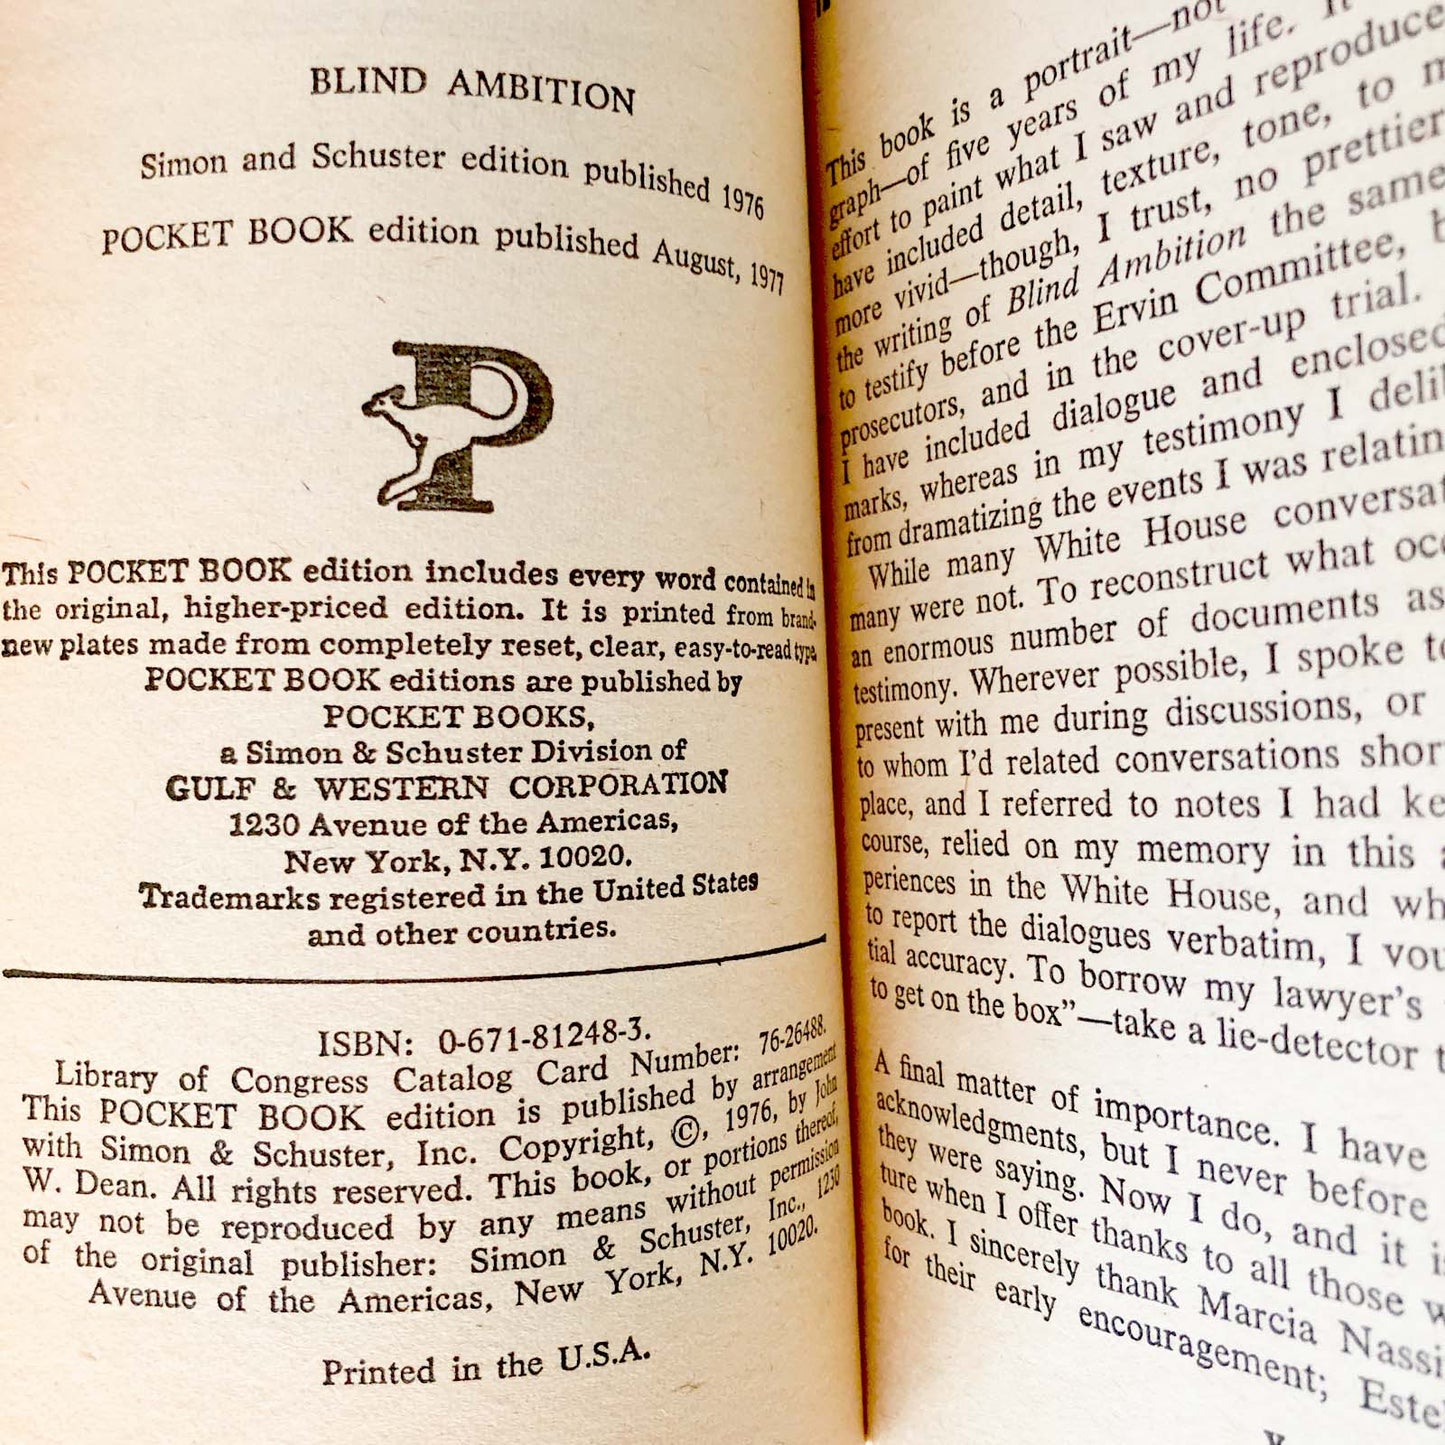 BLIND AMBITION
Simon and Schuster edition published 1976
POCKET BOOK edition published August, 1977
P
This POCKET BOOK edition includes every word contained in
the original, higher-priced edition. It is printed from brand-
new plates made from completely reset, clear, easy-to-read type.
POCKET BOOK editions are published by
POCKET BOOKS,
a Simon & Schuster Division of
GULF & WESTERN CORPORATION
1230 Avenue of the Americas,
New York, N.Y. 10020.
Trademarks registered in the United States
and other countries.
ISBN: 0-671-81248-3.
Library of Congress Catalog Card Number: 76-26488.
This POCKET BOOK edition is published by arrangement
with Simon & Schuster, Inc. Copyright, ©, 1976, by John
W. Dean. All rights reserved. This book, or portions thereof,
may not be reproduced by any means without permission
of the original publisher: Simon & Schuster, Inc., 1230
Avenue of the Americas, New York, N.Y. 10020.
Printed in the U.S.A.
This book is a portrait—not
graph—of five years of my life. It
effort to paint what I saw and reproduce
have included detail, texture, tone, to
more vivid—though, I trust, no prettier
the writing of Blind Ambition the same
to testify before the Ervin Committee,
prosecutors, and in the cover-up trial.
I have included dialogue and enclosed
marks, whereas in my testimony I
from dramatizing the events I was
While many White House
many were not. To reconstruct what
an enormous number of documents as
testimony. Wherever possible, I spoke
present with me during discussions, or
to whom I'd related conversations
place, and I referred to notes I had
course, relied on my memory in this
periences in the White House, and
to report the dialogues verbatim, I
tial accuracy. To borrow my lawyer's
to get on the box"—take a lie-detector
A final matter of importance. I have
acknowledgments, but I never before
they were saying. Now I do, and it
ture when I offer thanks to all those
book. I sincerely thank Marcia
for their early encouragement;